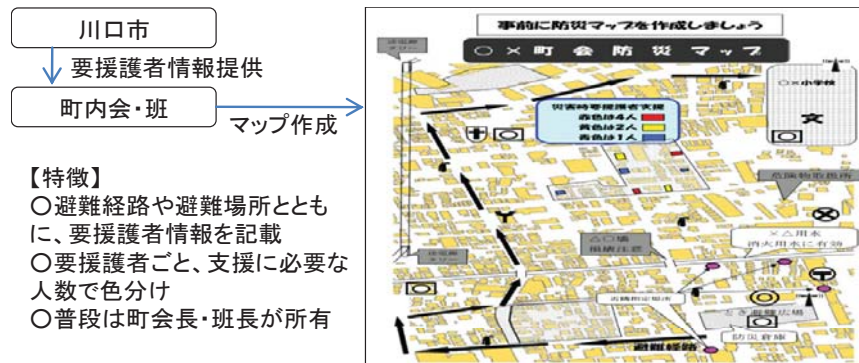 川口市
要援護者情報提供
町内会・班
マップ作成
【特徴】
〇避難経路や避難場所ととも
に、要援護者情報を記載
〇要援護者ごと、支援に必要な
人数で色分け
〇普段は町会長・班長が所有
事前に防災マップを作成しましょう
〇×町会防災マップ
〇×小学校
文
災害時要援護者支援
赤色は4人
黄色は2人
青色は1人
危険物取扱所
×△用水
消火用水に有効
防災倉庫
避難経路